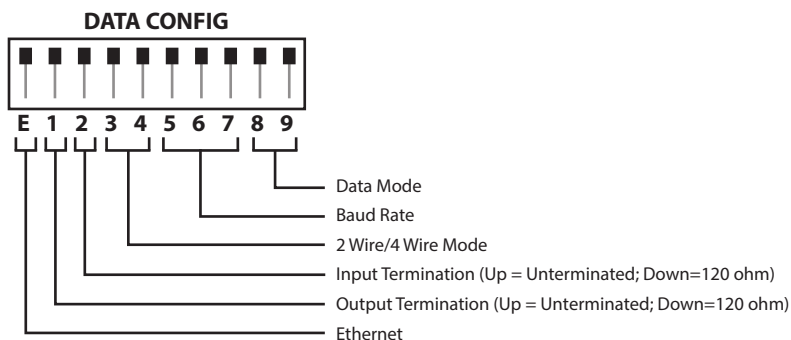 DATA CONFIG
E 1 2 3 4 5 6 7 8 9
Data Mode
Baud Rate
2 Wire/4 Wire Mode
Input Termination (Up = Unterminated; Down=120 ohm)
Output Termination (Up = Unterminated; Down=120 ohm)
Ethernet